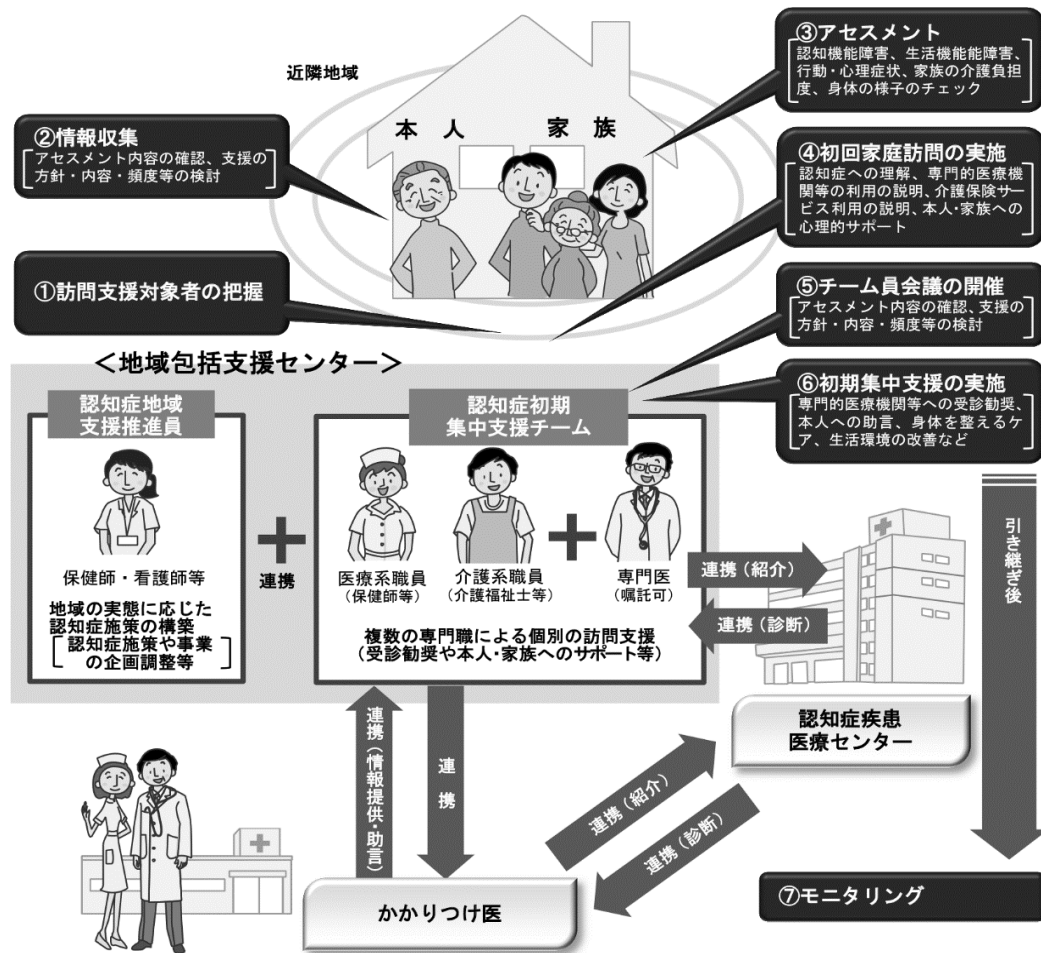 近隣地域
本人 家族
③アセスメント
認知機能障害、生活機能能障害、
行動・心理症状、家族の介護負担
度、身体の様子のチェック
②情報収集
アセスメント内容の確認、支援の
方針・内容・頻度等の検討
④初回家庭訪問の実施
認知症への理解、専門的医療機
関等の利用の説明、介護保険サー
ビス利用の説明、本人・家族への
心理的サポート
①訪問支援対象者の把握
⑤チーム員会議の開催
アセスメント内容の確認、支援の
方針・内容・頻度等の検討
⑥初期集中支援の実施
専門的医療機関等への受診勧奨、
本人への助言、身体を整えるケ
ア、生活環境の改善など
＜地域包括支援センター＞
認知症地域
支援推進員
保健師・看護師等
地域の実態に応じた
認知症施策の構築
認知症施策や事業
の企画調整等
連携
認知症初期
集中支援チーム
医療系職員
（保健師等）
介護系職員
（介護福祉士等）
専門医
（嘱託可）
複数の専門職による個別の訪問支援
（受診勧奨や本人・家族へのサポート等）
連携（紹介）
連携（診断）
引き継ぎ後
認知症疾患
医療センター
連携（情報提供・助言）
連携
連携（紹介）
連携（診断）
かかりつけ医
⑦モニタリング